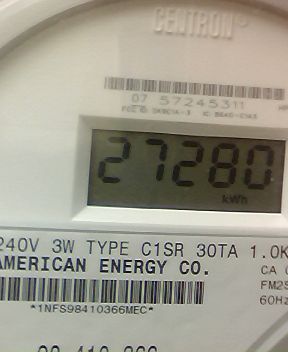 CENTRON®
07 57245311
27280
kWh
240V 3W TYPE C1SR 30TA 1.0K
AMERICAN ENERGY CO.
CA
FM2S
60Hz
*1NFS98410366MEC*